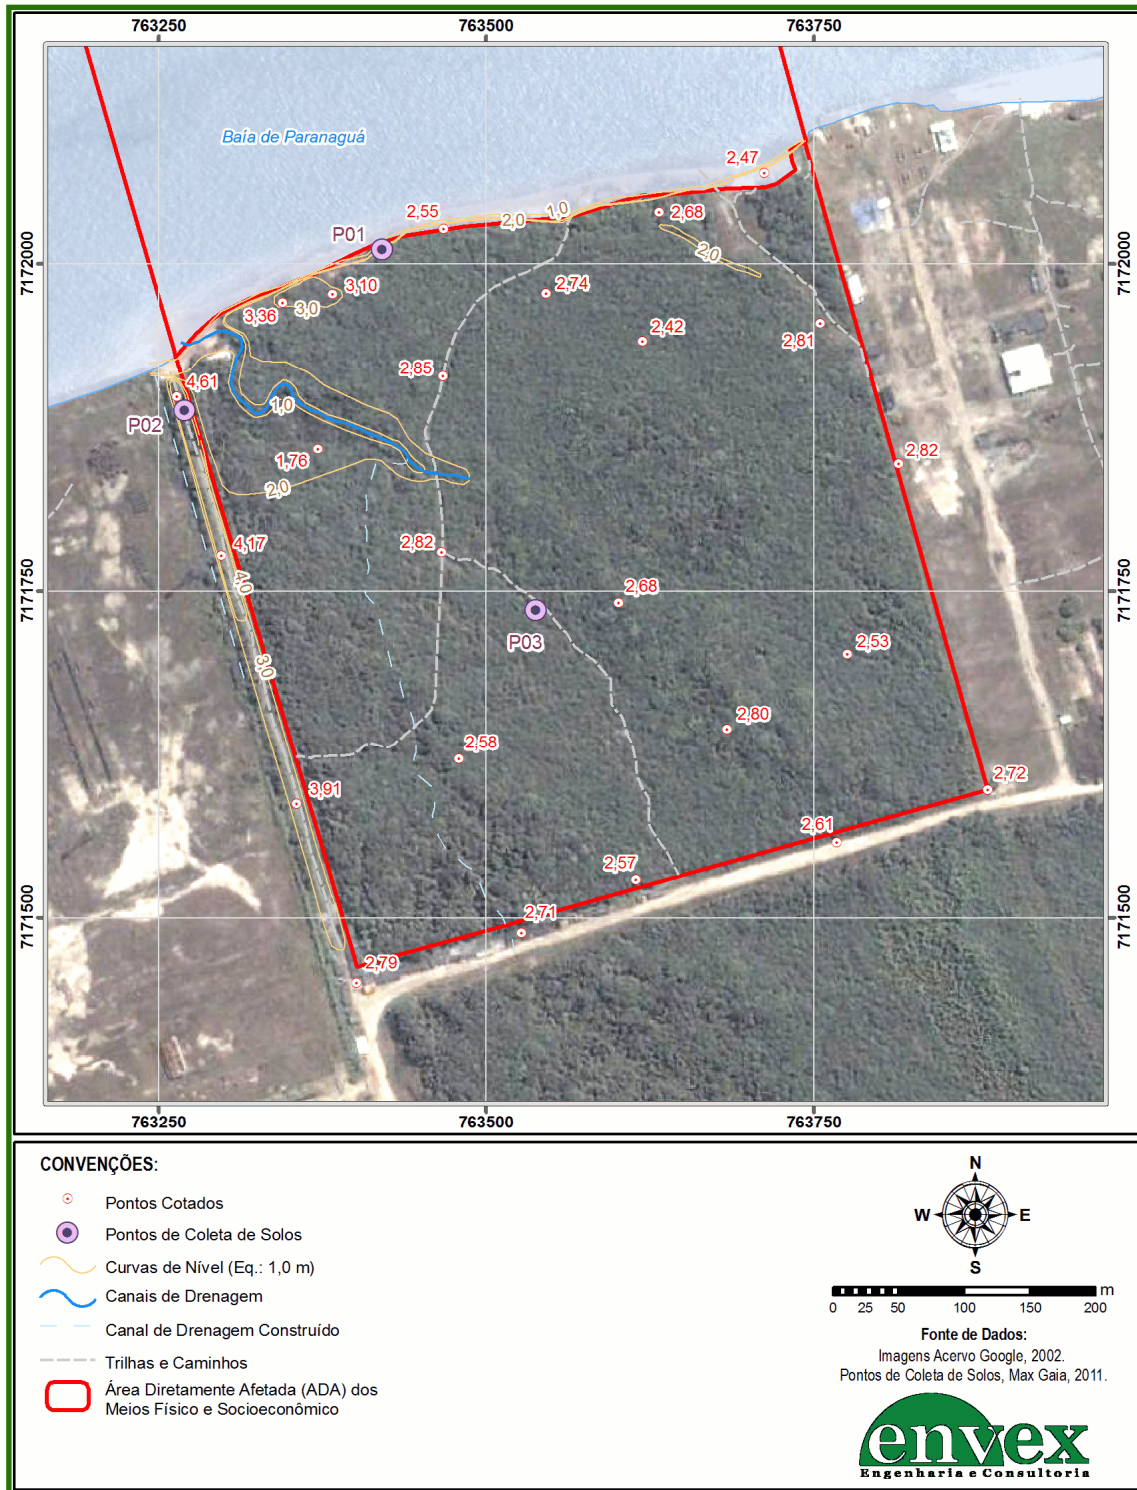 763250 763500 763750
Baía de Paranaguá
2,47
2,55
2,68
1,0
2,0
P01
2,0
7172000
7172000
3,10
2,74
3,36
3,0
2,42
2,81
2,85
4,61
1,0
P02
1,76
2,82
2,0
4,17
2,82
4,0
2,68
7171750
7171750
P03
2,53
3,0
2,80
2,58
3,91
2,72
2,61
2,57
2,71
7171500
7171500
2,79
763250 763500 763750
CONVENÇÕES:
Pontos Cotados
Pontos de Coleta de Solos
Curvas de Nível (Eq.: 1,0 m)
Canais de Drenagem
Canal de Drenagem Construído
Trilhas e Caminhos
Área Diretamente Afetada (ADA) dos
Meios Físico e Socioeconômico
N
W E
S
m
0 25 50 100 150 200
Fonte de Dados:
Imagens Acervo Google, 2002.
Pontos de Coleta de Solos, Max Gaia, 2011.
envex
Engenharia e Consultoria